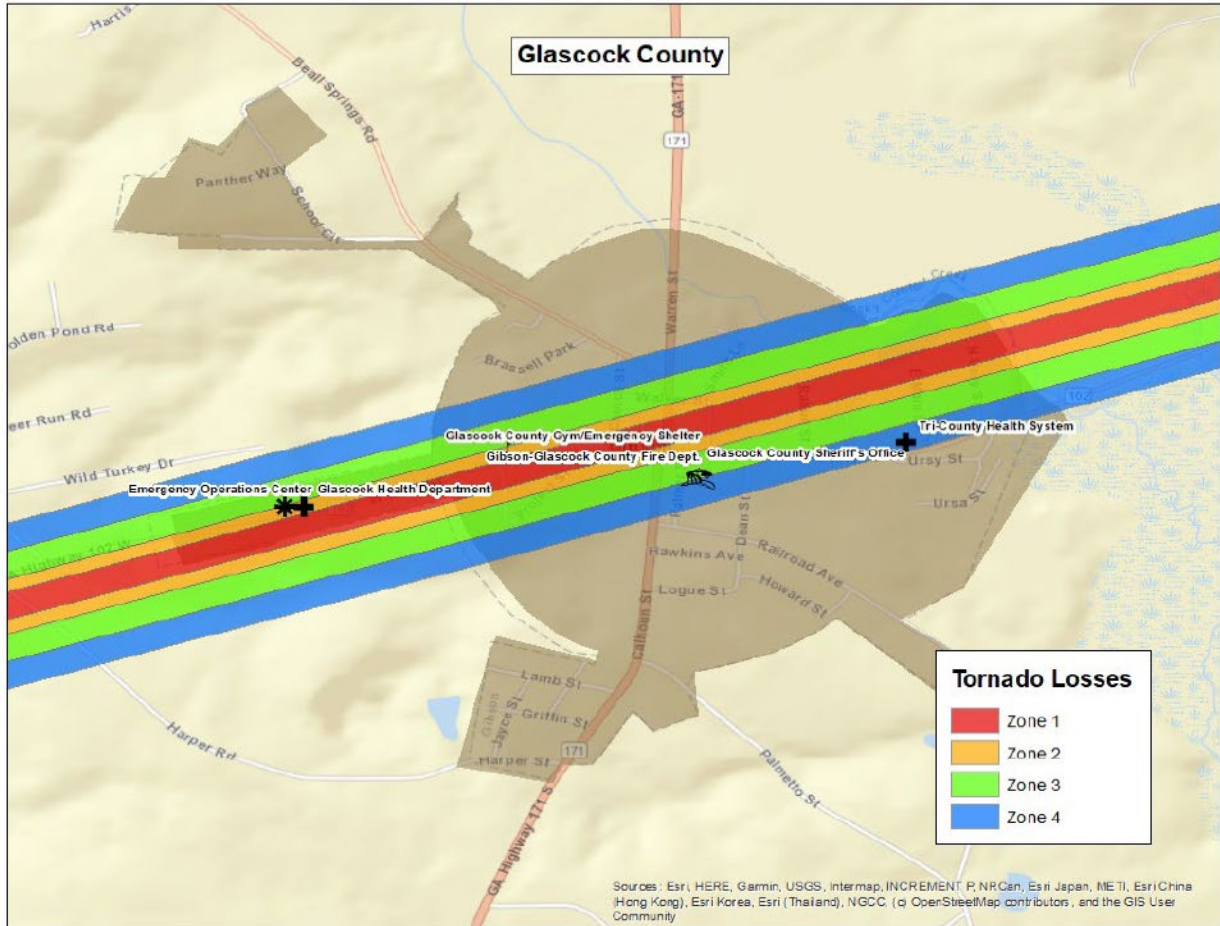 Glascock County
Hartis
Beall Springs Rd
GA-171
171
Panther Way
School Cir
Warren St
Creek
Golden Pond Rd
Brassell Park
eer Run Rd
102
Wild Turkey Dr
Glascock County Gym/Emergency Shelter
Tri-County Health System
Gibson-Glascock County Fire Dept.
Glascock County Sheriff's Office
Ursy St
Emergency Operations Center
Glascock Health Department
Ursa St
Highway 102 W
Dean St
Hawkins Ave
Railroad Ave
Logue St
Howard St
Calhoun St
Lamb St
Gibson
Jayce St
Griffin St
171
Harper St
Harper Rd
Palmetto St
GA Highway 171 S
Tornado Losses
Zone 1
Zone 2
Zone 3
Zone 4
Sources: Esri, HERE, Garmin, USGS, Intermap, INCREMENT P, NRCan, Esri Japan, METI, Esri China
(Hong Kong), Esri Korea, Esri (Thailand), NGCC, (c) OpenStreetMap contributors, and the GIS User
Community